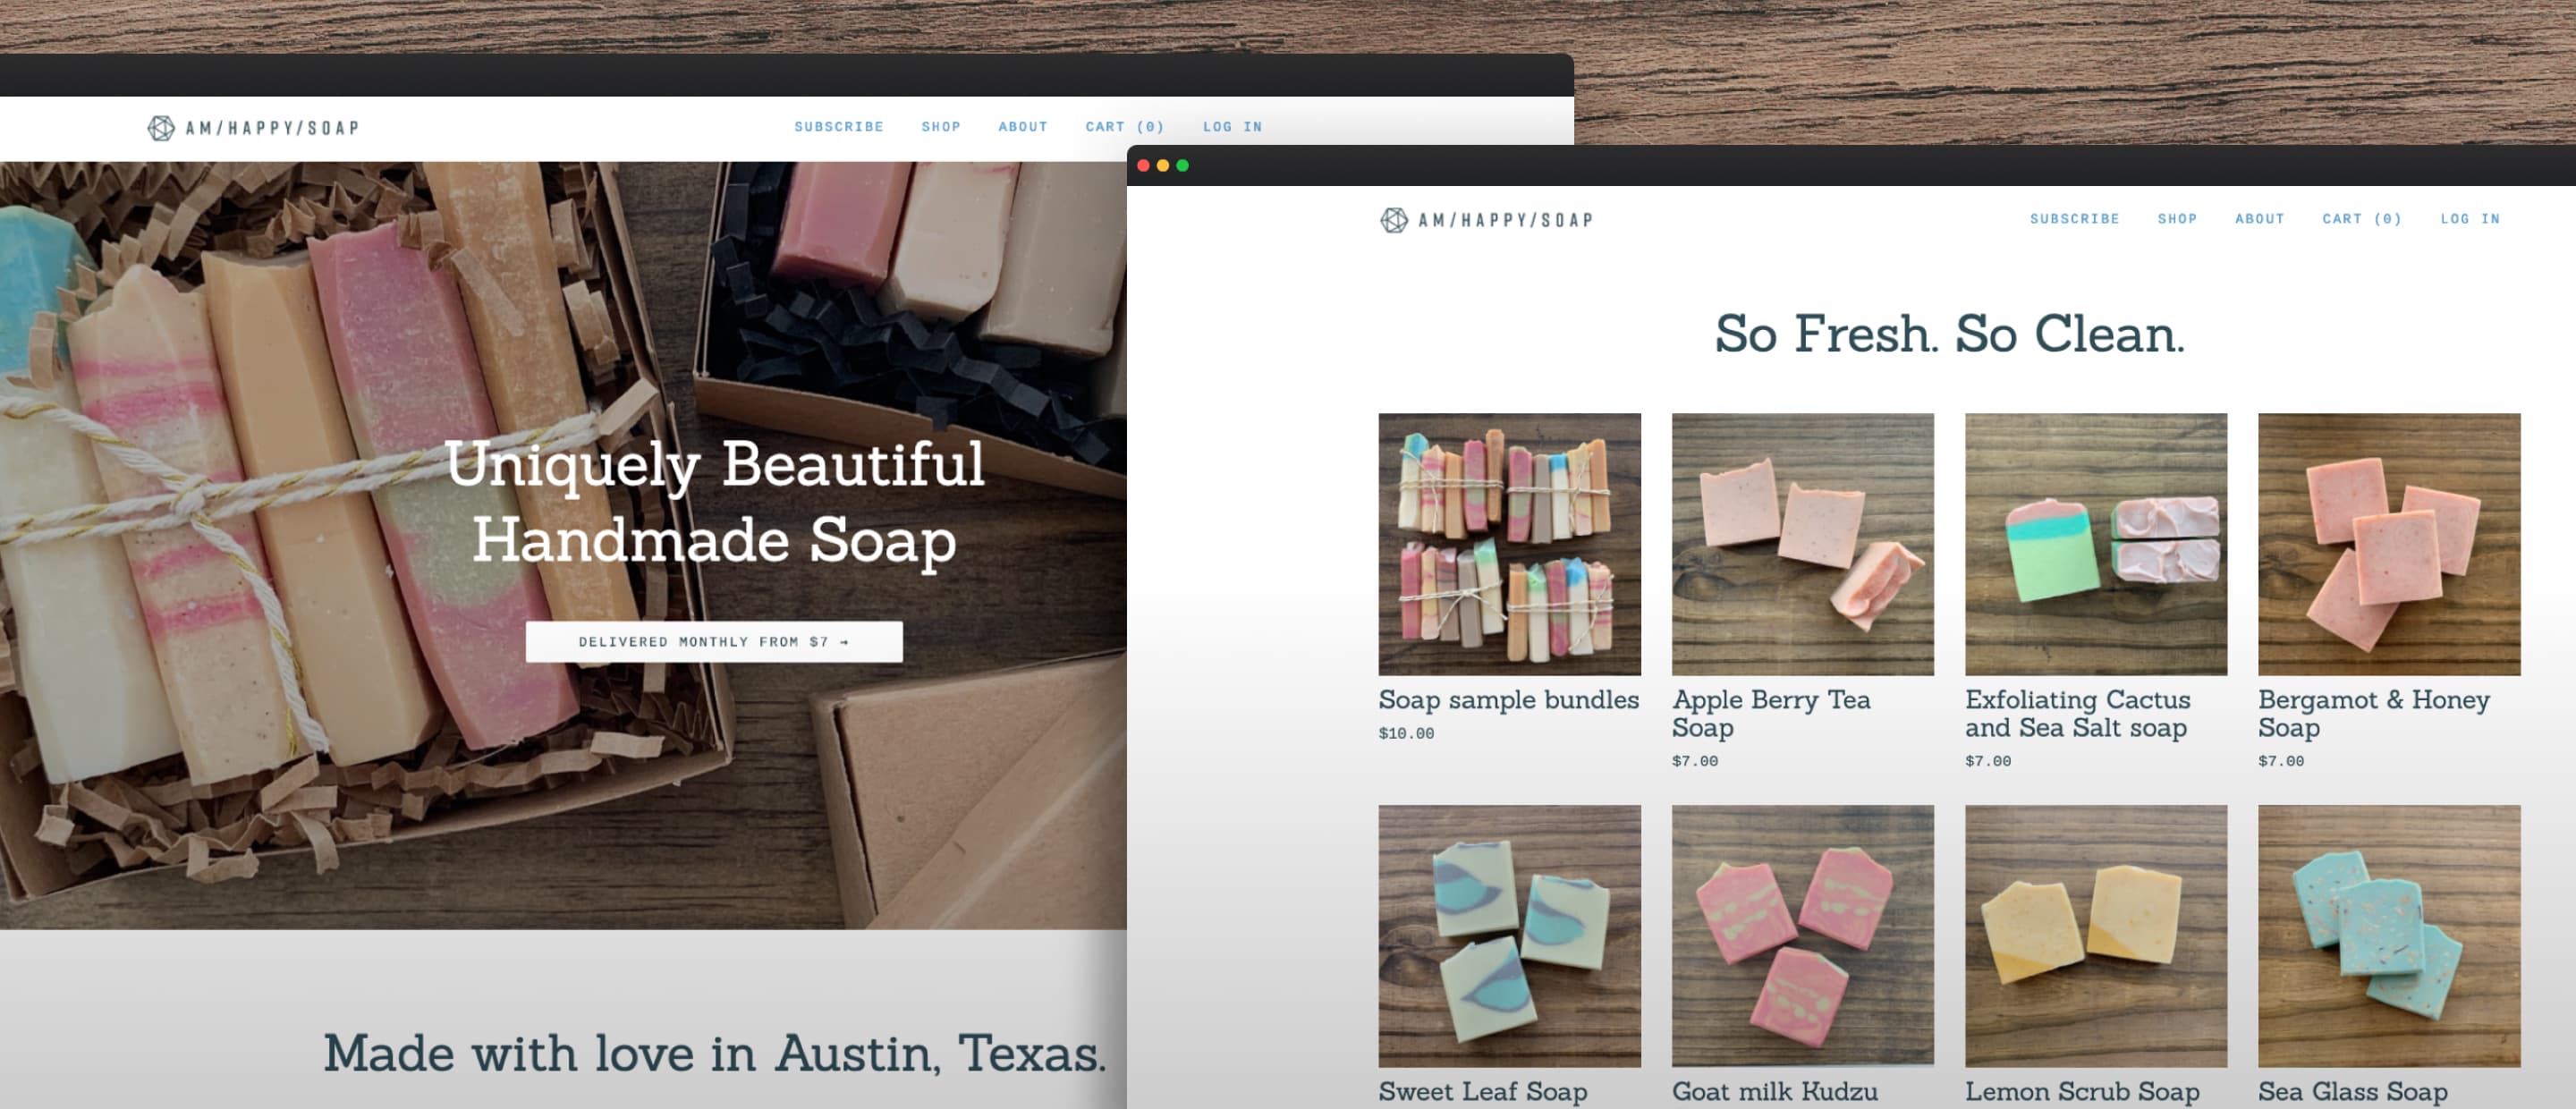 AM/HAPPY/SOAP
SUBSCRIBE SHOP ABOUT CART (0) LOG IN
Uniquely Beautiful
Handmade Soap
DELIVERED MONTHLY FROM $7 →
Made with love in Austin, Texas.
AM/HAPPY/SOAP
SUBSCRIBE SHOP ABOUT CART (0) LOG IN
So Fresh. So Clean.
Soap sample bundles
$10.00
Apple Berry Tea
Soap
$7.00
Exfoliating Cactus
and Sea Salt soap
$7.00
Bergamot & Honey
Soap
$7.00
Sweet Leaf Soap
Goat milk Kudzu
Lemon Scrub Soap
Sea Glass Soap